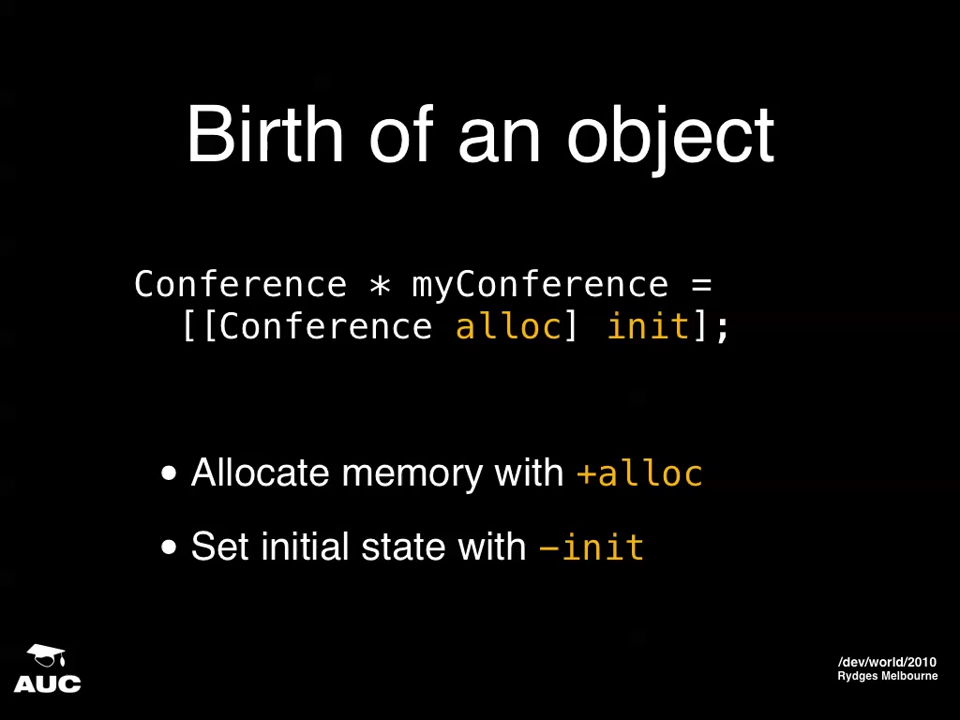 Birth of an object
Conference * myConference =
[[Conference alloc] init];
• Allocate memory with +alloc
• Set initial state with -init
AUC
/dev/world/2010
Rydges Melbourne